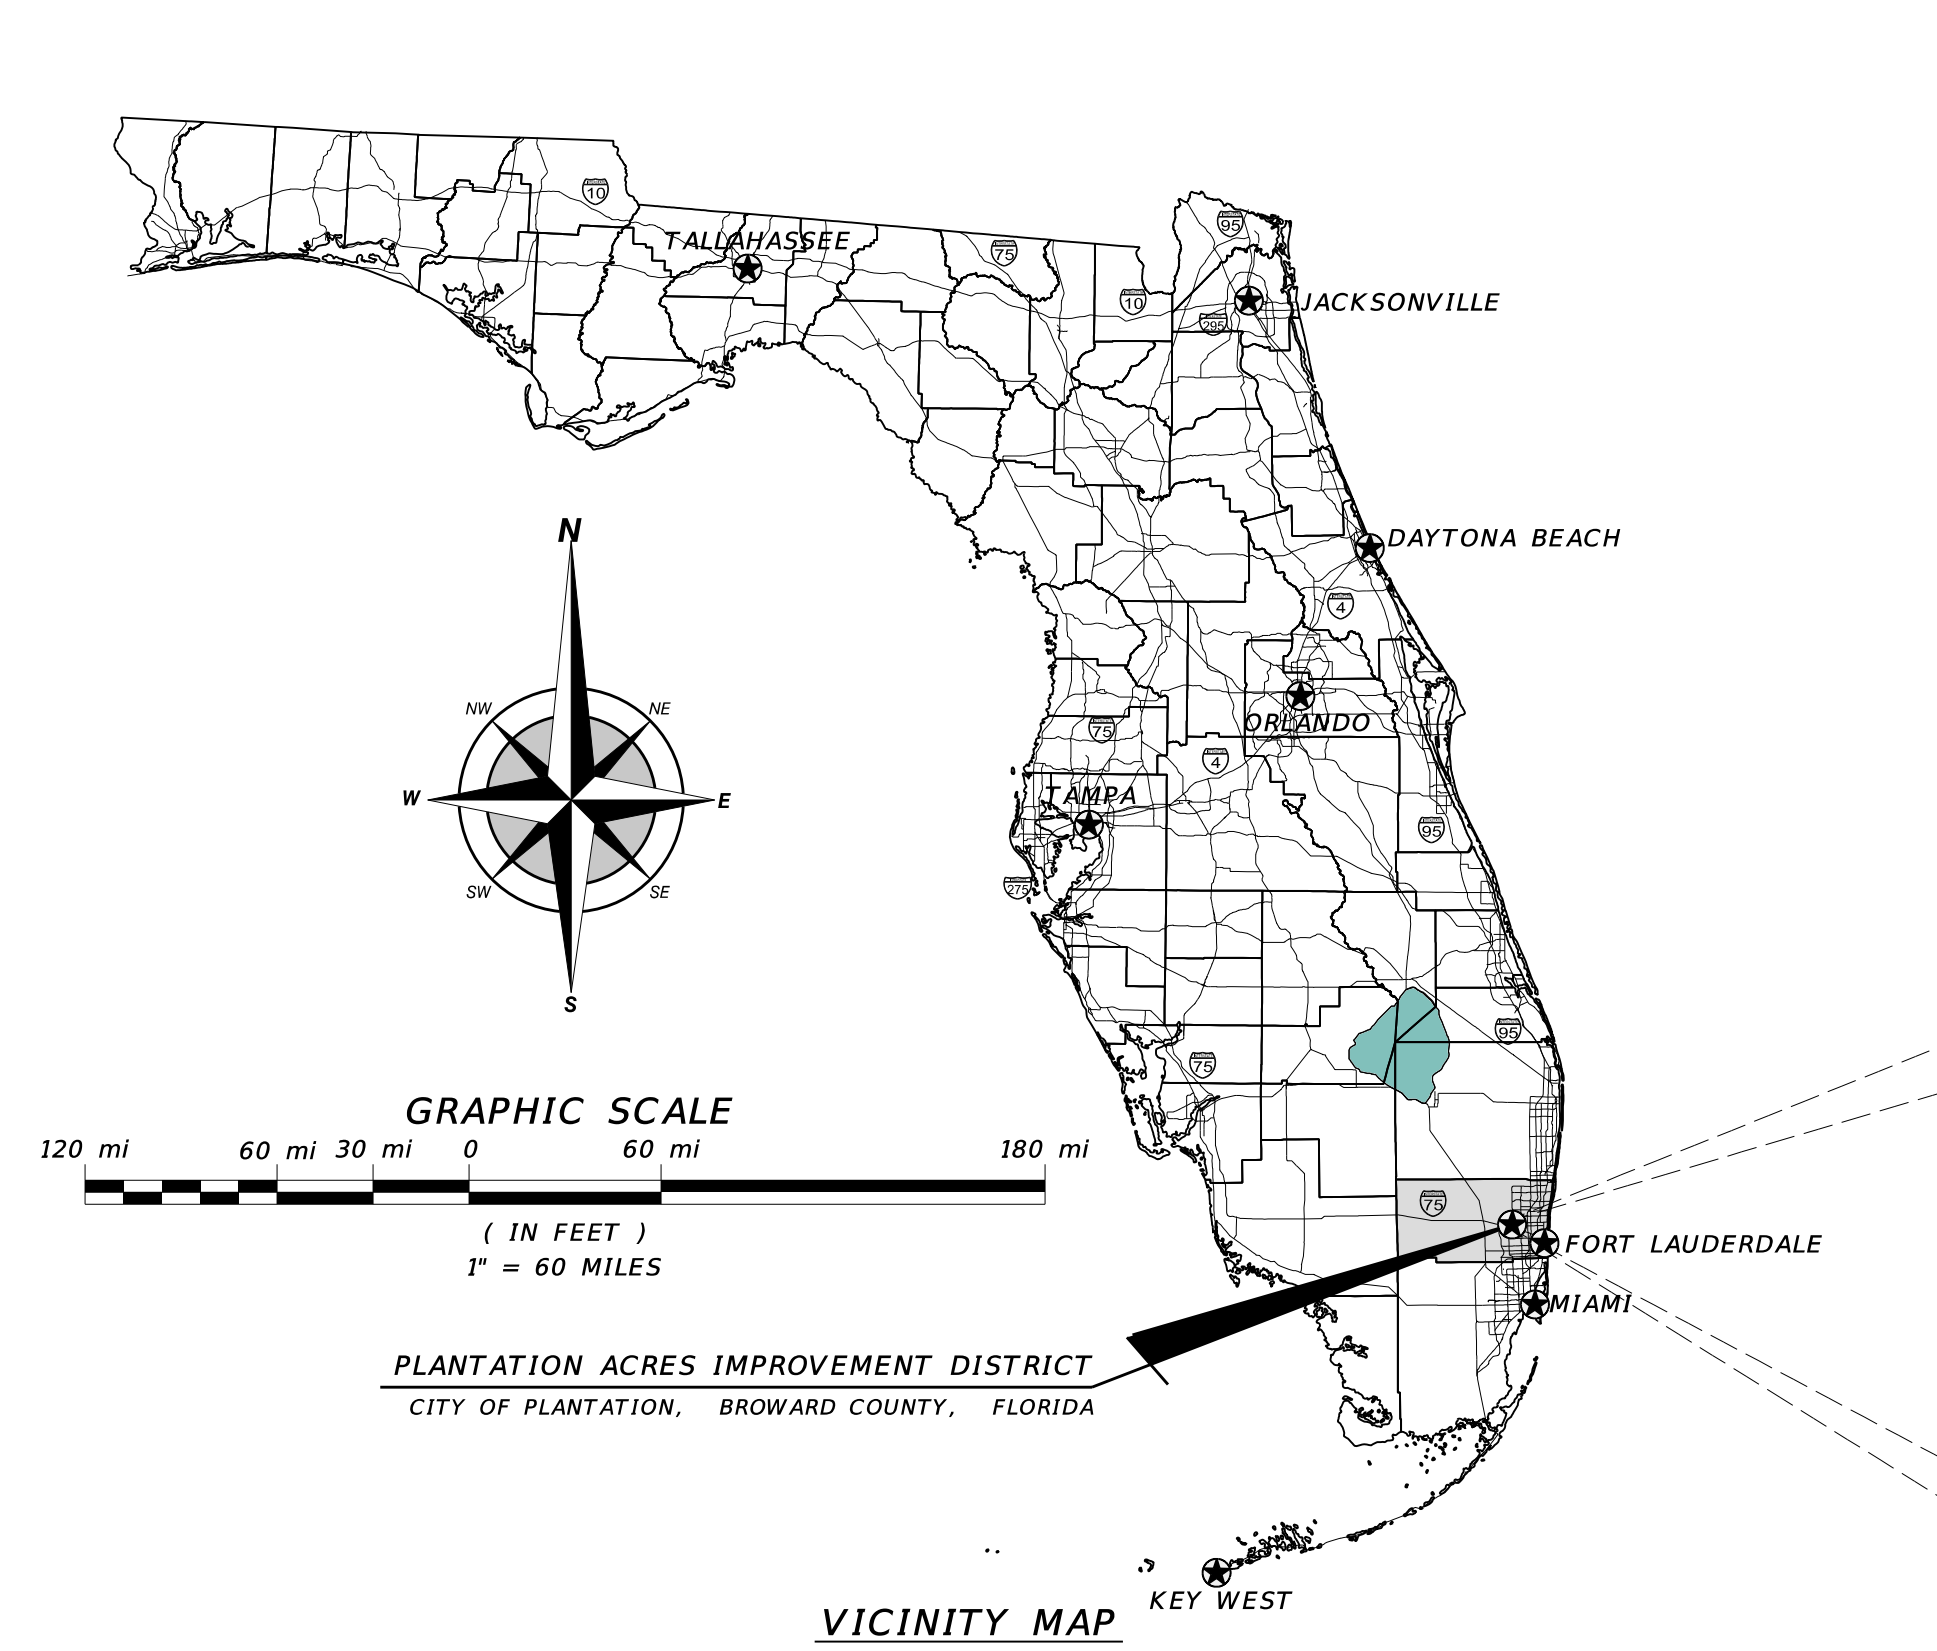 10
TALLAHASSEE
75
95
10
JACKSONVILLE
295
N
DAYTONA BEACH
4
NW
NE
75
ORLANDO
4
W
E
TAMPA
95
SW
SE
275
S
95
75
GRAPHIC SCALE
120 mi 60 mi 30 mi 0 60 mi 180 mi
75
( IN FEET )
FORT LAUDERDALE
1" = 60 MILES
MIAMI
PLANTATION ACRES IMPROVEMENT DISTRICT
CITY OF PLANTATION, BROWARD COUNTY, FLORIDA
KEY WEST
VICINITY MAP